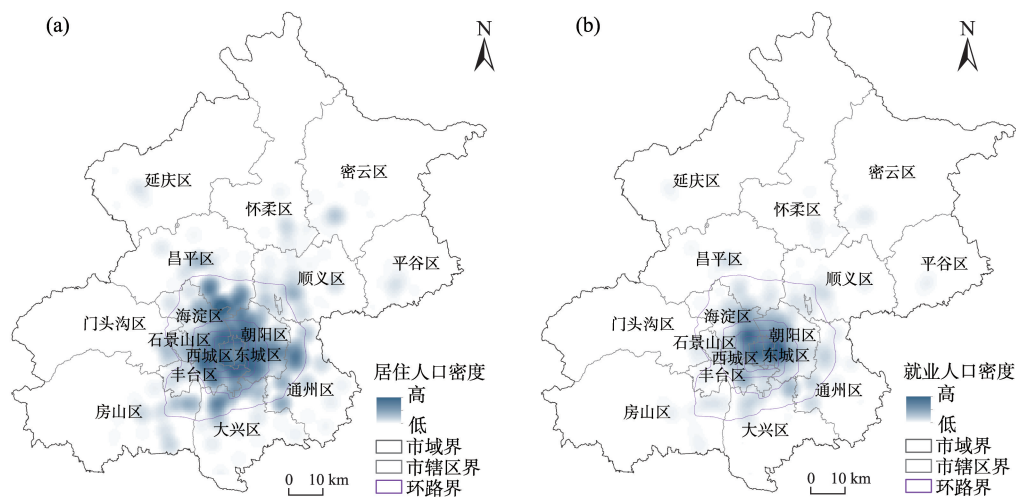 (a)
N
延庆区
密云区
怀柔区
昌平区
顺义区
平谷区
海淀区
门头沟区
朝阳区
石景山区
西城区
东城区
丰台区
通州区
房山区
大兴区
居住人口密度
高
低
市域界
市辖区界
环路界
0 10 km
(b)
N
延庆区
密云区
怀柔区
昌平区
顺义区
平谷区
海淀区
门头沟区
朝阳区
石景山区
西城区
东城区
丰台区
通州区
房山区
大兴区
就业人口密度
高
低
市域界
市辖区界
环路界
0 10 km